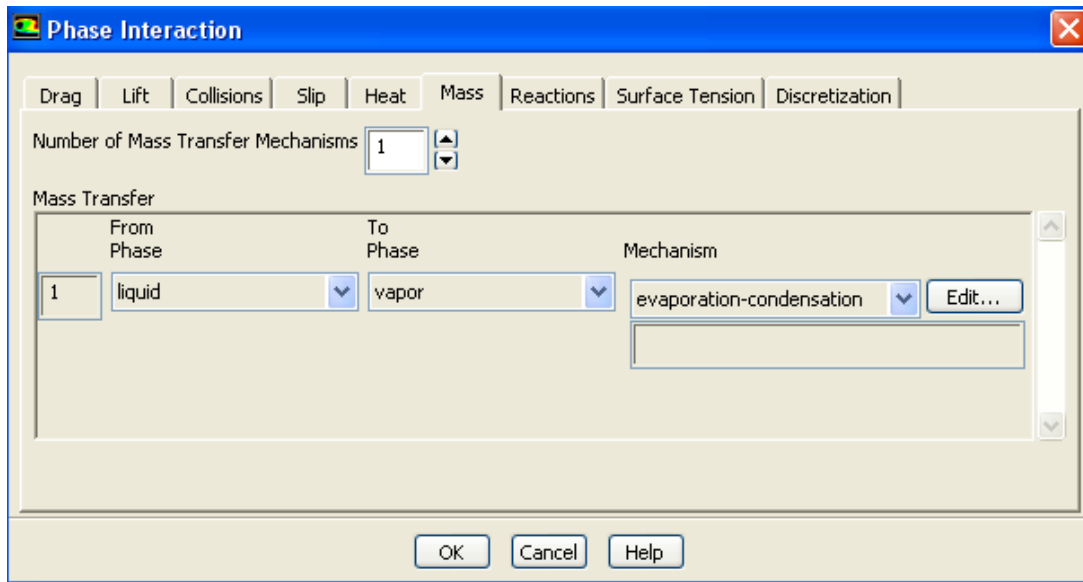 Phase Interaction
Drag Lift Collisions Slip Heat Mass Reactions Surface Tension Discretization
Number of Mass Transfer Mechanisms 1
Mass Transfer
From Phase To Phase Mechanism
1 liquid vapor evaporation-condensation Edit...
OK Cancel Help